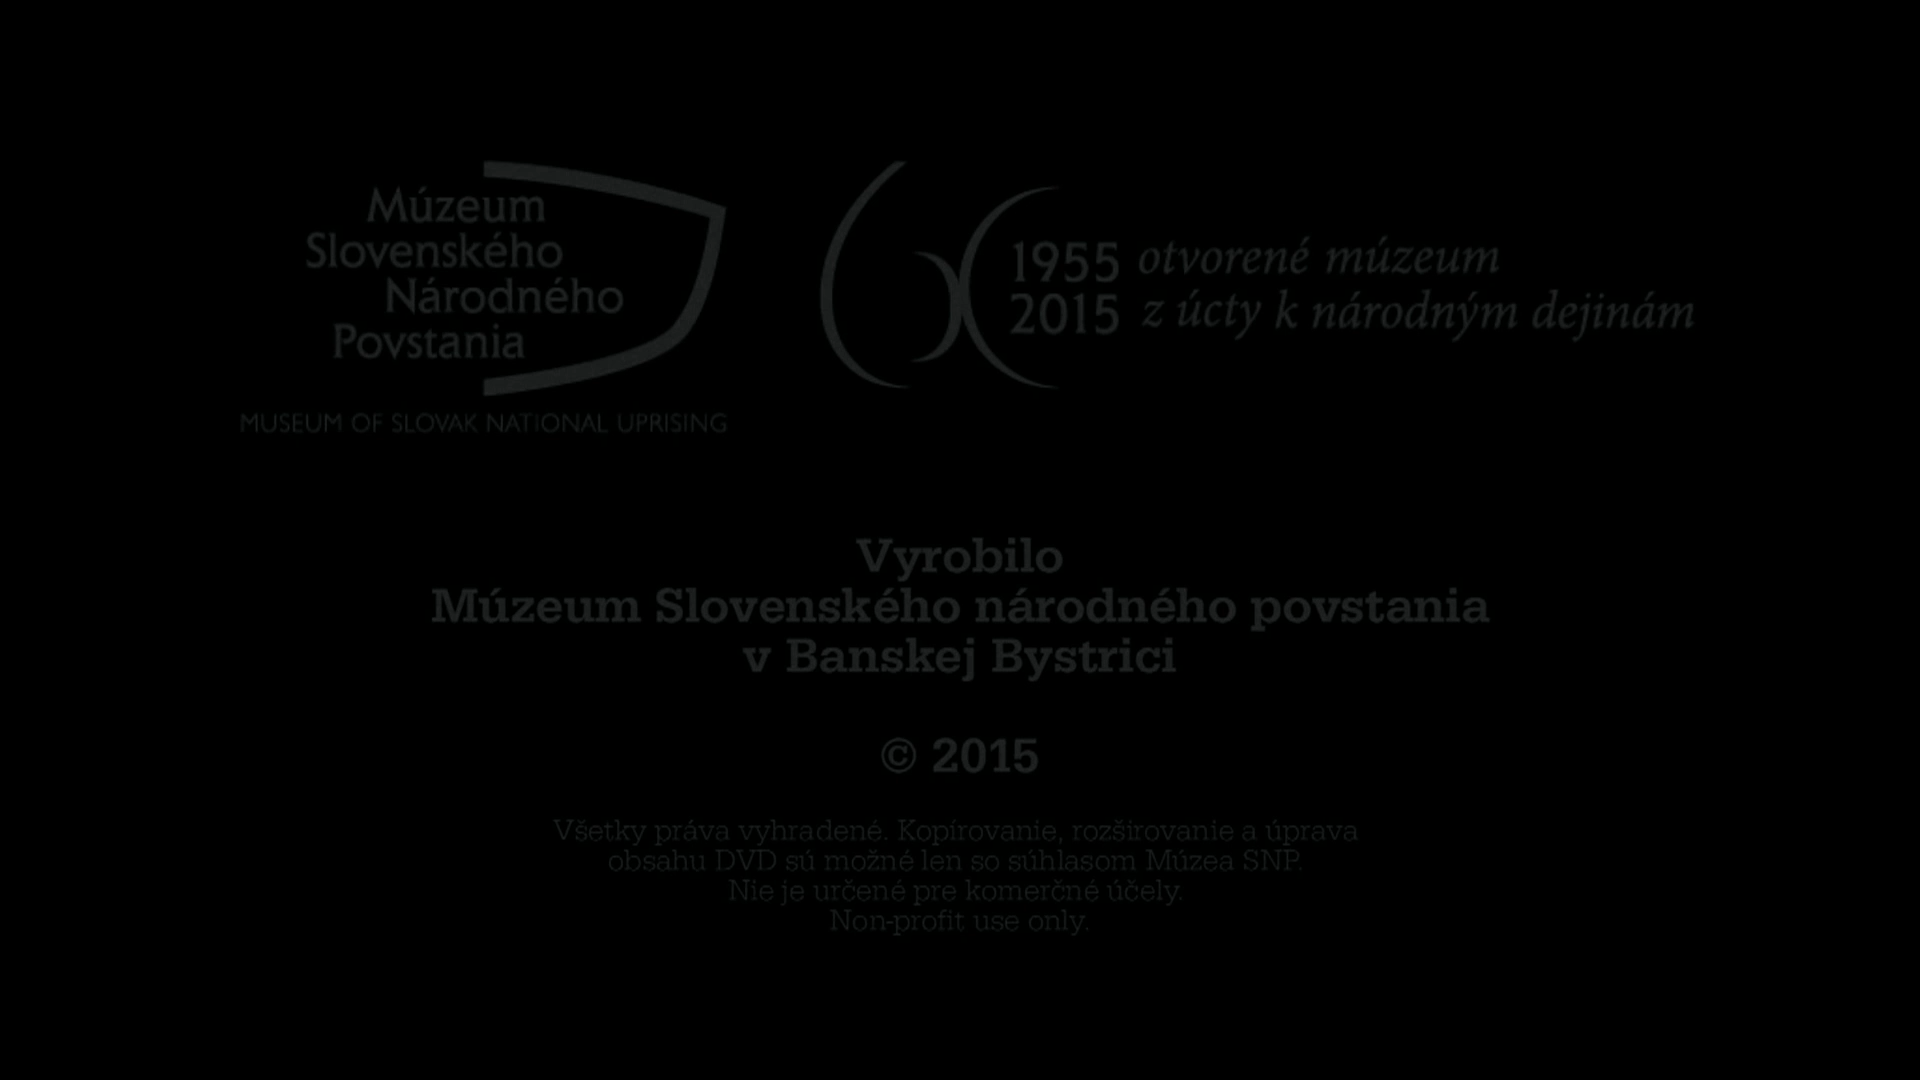 Múzeum
Slovenského
Národného
Povstania
MUSEUM OF SLOVAK NATIONAL UPRISING
60
1955 otvorené múzeum
2015 z úcty k národným dejinám
Vyrobilo
Múzeum Slovenského národného povstania
v Banskej Bystrici
© 2015
Všetky práva vyhradené. Kopírovanie, rozširovanie a úprava
obsahu DVD sú možné len so súhlasom Múzea SNP.
Nie je určené pre komerčné účely.
Non-profit use only.